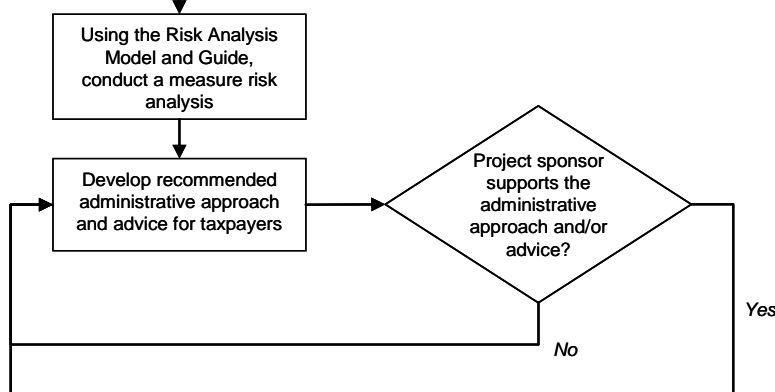 Using the Risk Analysis
Model and Guide,
conduct a measure risk
analysis
Develop recommended
administrative approach
and advice for taxpayers
Project sponsor
supports the
administrative
approach and/or
advice?
Yes
No